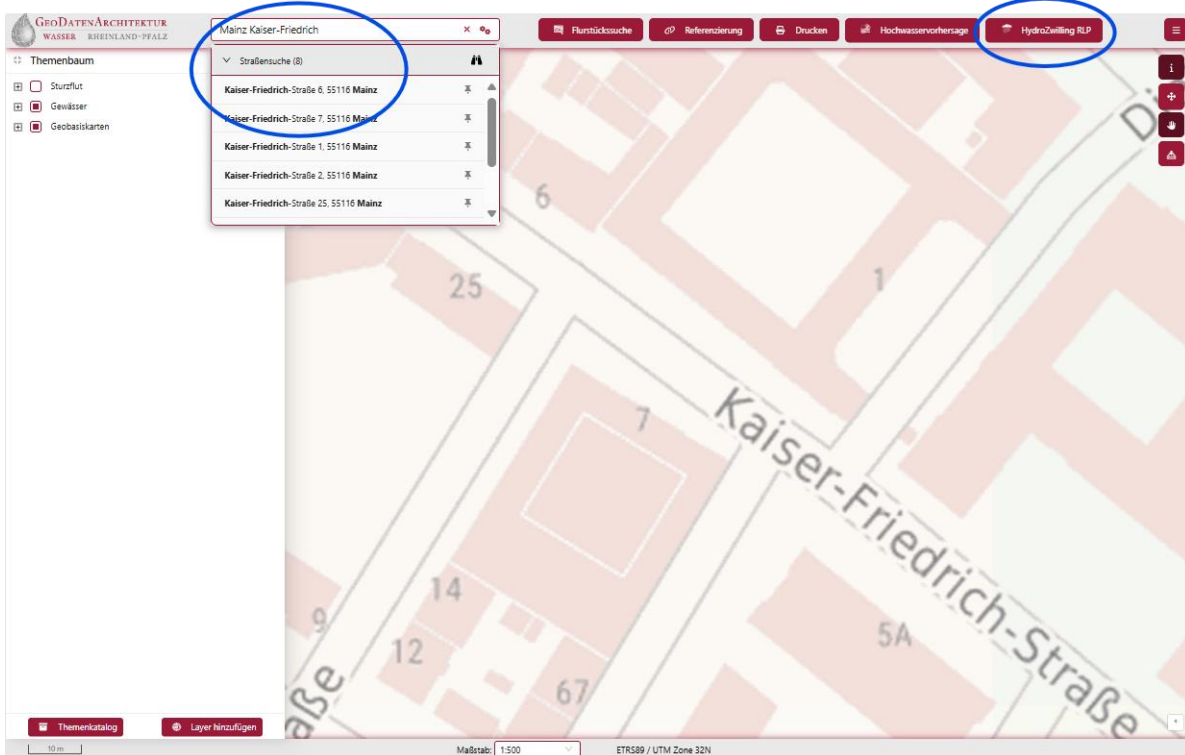 GeoDatenArchitektur
WASSER RHEINLAND-PFALZ
Mainz Kaiser-Friedrich
Flurstückssuche
Referenzierung
Drucken
Hochwasservorhersage
HydroZwilling RLP
Themenbaum
Straßensuche (8)
Sturzflut
Gewässer
Geobasiskarten
Kaiser-Friedrich-Straße 6, 55116 Mainz
Kaiser-Friedrich-Straße 7, 55116 Mainz
Kaiser-Friedrich-Straße 1, 55116 Mainz
Kaiser-Friedrich-Straße 2, 55116 Mainz
Kaiser-Friedrich-Straße 25, 55116 Mainz
6
25
1
7
Kaiser-Friedrich-Straße
14
9
12
5A
67
aße
Di
Themenkatalog
Layer hinzufügen
10 m
Maßstab: 1:500
ETRS89 / UTM Zone 32N